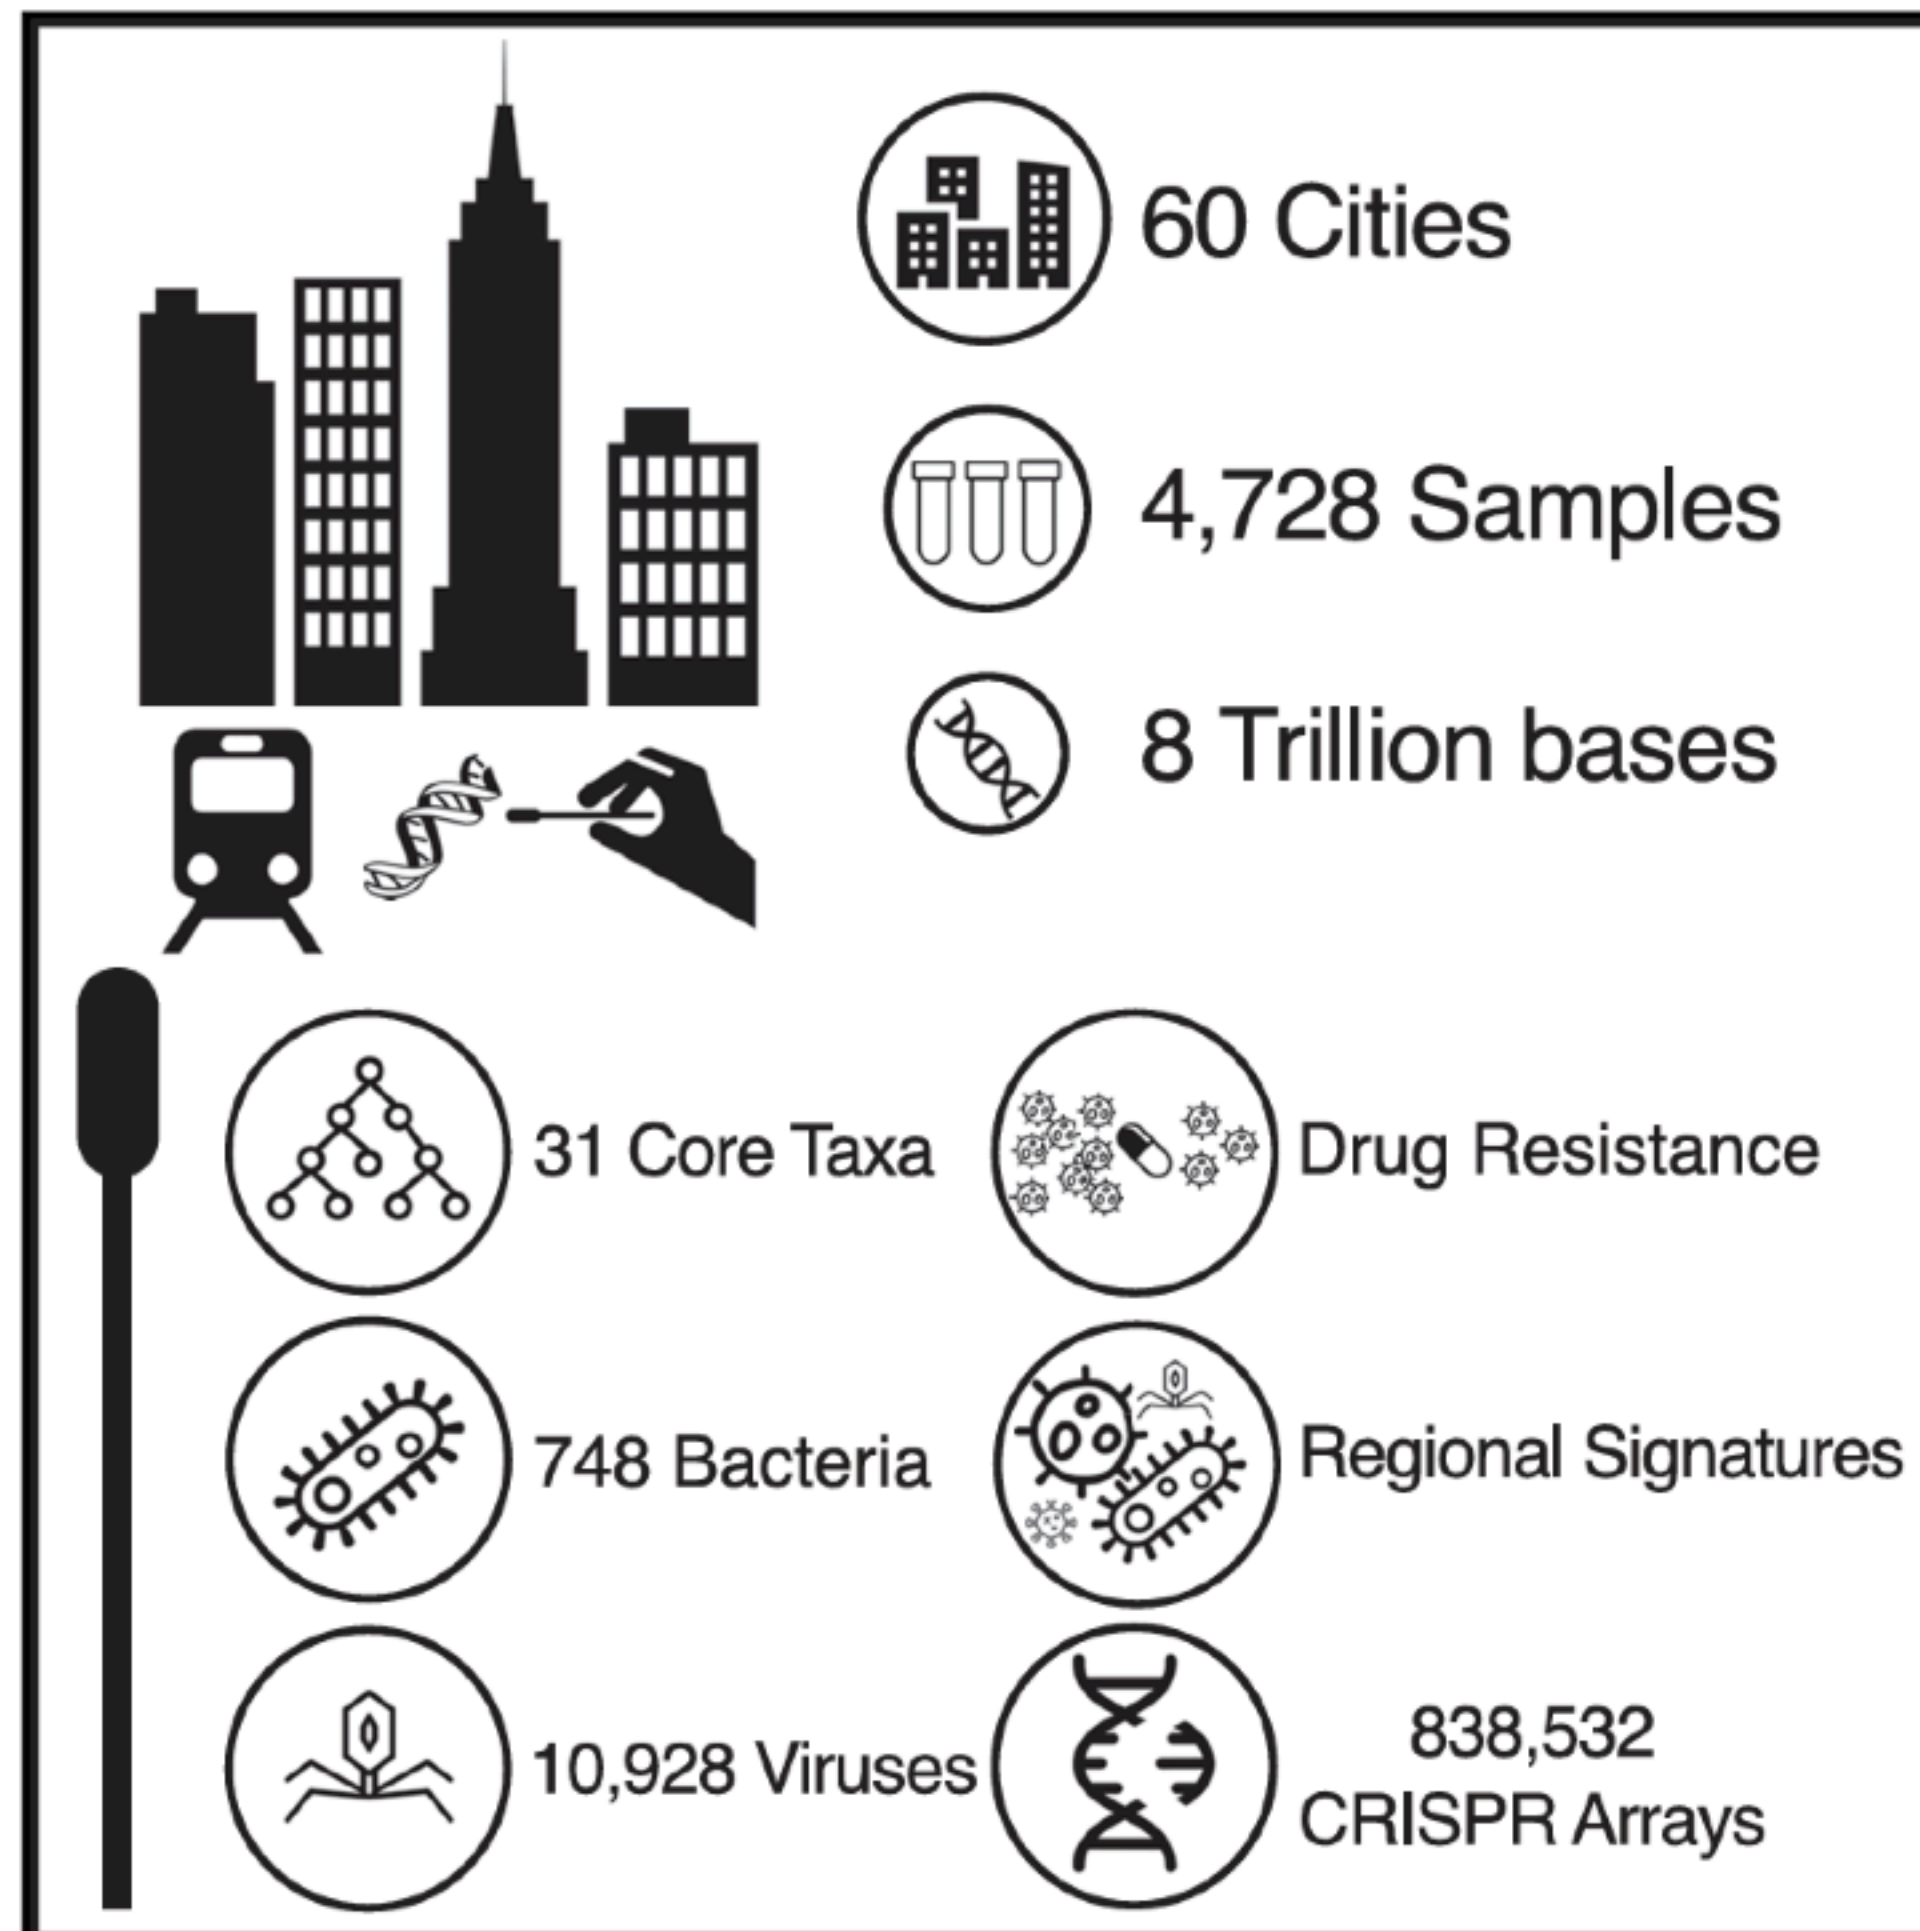 60 Cities
4,728 Samples
8 Trillion bases
31 Core Taxa
Drug Resistance
748 Bacteria
Regional Signatures
10,928 Viruses
838,532
CRISPR Arrays